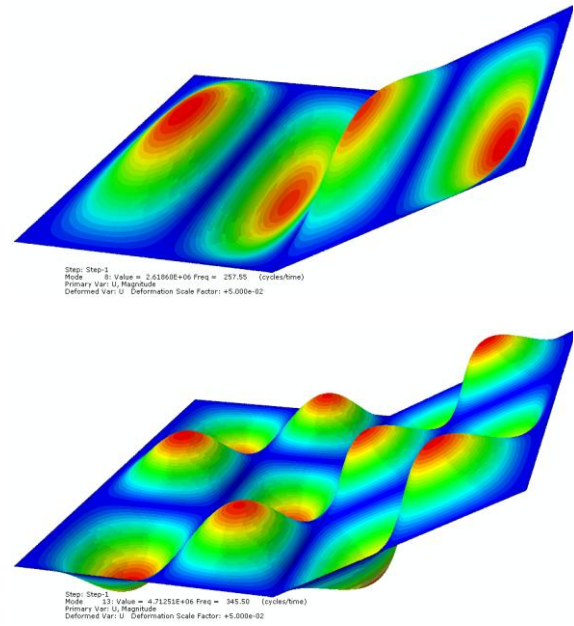 Step: Step-1
Mode 8: Value = 2.61860E+06 Freq = 257.55 (cycles/time)
Primary Var: U, Magnitude
Deformed Var: U Deformation Scale Factor: +5.000e-02
Step: Step-1
Mode 13: Value = 4.71251E+06 Freq = 345.50 (cycles/time)
Primary Var: U, Magnitude
Deformed Var: U Deformation Scale Factor: +5.000e-02